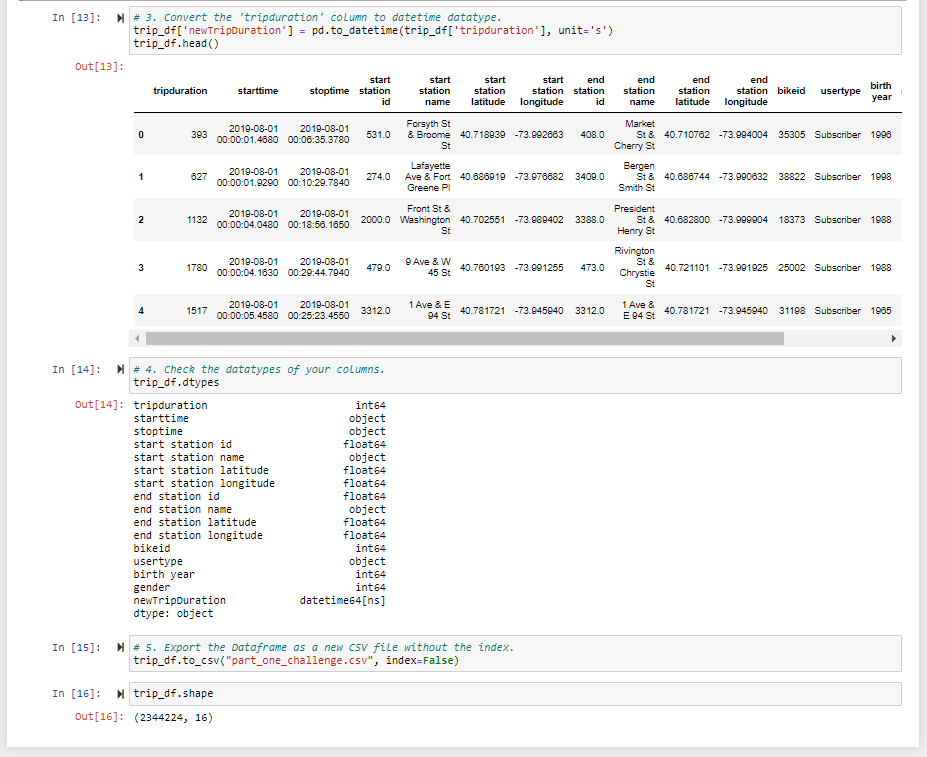 In [13]: # 3. Convert the 'tripduration' column to datetime datatype.
trip_df['newTripDuration'] = pd.to_datetime(trip_df['tripduration'], unit='s')
trip_df.head()
Out[13]:
tripduration starttime stoptime start station id start station name start station latitude start station longitude end station id end station name end station latitude end station longitude bikeid usertype birth year
0 393 2019-08-01 00:00:01.4680 2019-08-01 00:06:35.3780 531.0 Forsyth St & Broome St 40.718939 -73.992663 408.0 Market St & Cherry St 40.710762 -73.994004 35305 Subscriber 1996
1 627 2019-08-01 00:00:01.9290 2019-08-01 00:10:29.7840 274.0 Lafayette Ave & Fort Greene Pl 40.686919 -73.976682 3409.0 Bergen St & Smith St 40.686744 -73.990632 38822 Subscriber 1998
2 1132 2019-08-01 00:00:04.0480 2019-08-01 00:18:56.1650 2000.0 Front St & Washington St 40.702551 -73.989402 3388.0 President St & Henry St 40.682800 -73.999904 18373 Subscriber 1988
3 1780 2019-08-01 00:00:04.1630 2019-08-01 00:29:44.7940 479.0 9 Ave & W 45 St 40.760193 -73.991255 473.0 Rivington St & Chrystie St 40.721101 -73.991925 25002 Subscriber 1988
4 1517 2019-08-01 00:00:05.4580 2019-08-01 00:25:23.4550 3312.0 1 Ave & E 94 St 40.781721 -73.945940 3312.0 1 Ave & E 94 St 40.781721 -73.945940 31198 Subscriber 1965
In [14]: # 4. Check the datatypes of your columns.
trip_df.dtypes
Out[14]: tripduration int64
starttime object
stoptime object
start station id float64
start station name object
start station latitude float64
start station longitude float64
end station id float64
end station name object
end station latitude float64
end station longitude float64
bikeid int64
usertype object
birth year int64
gender int64
newTripDuration datetime64[ns]
dtype: object
In [15]: # 5. Export the Dataframe as a new CSV file without the index.
trip_df.to_csv("part_one_challenge.csv", index=False)
In [16]: trip_df.shape
Out[16]: (2344224, 16)